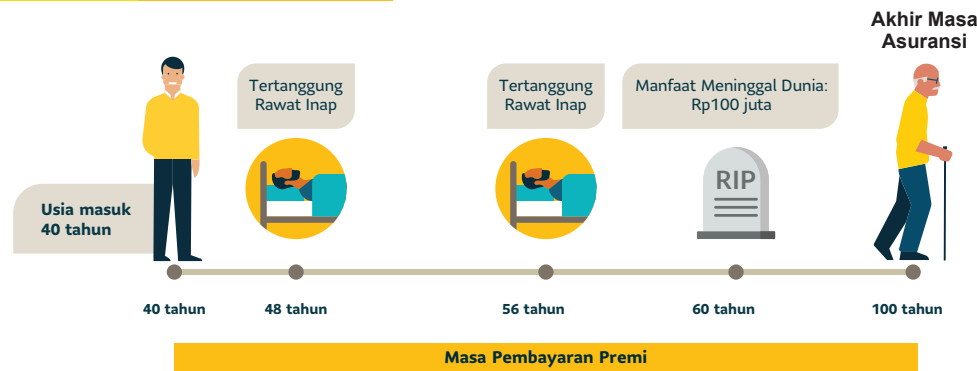 Akhir Masa
Asuransi
Tertanggung
Rawat Inap
Tertanggung
Rawat Inap
Manfaat Meninggal Dunia:
Rp100 juta
RIP
Usia masuk
40 tahun
40 tahun
48 tahun
56 tahun
60 tahun
100 tahun
Masa Pembayaran Premi